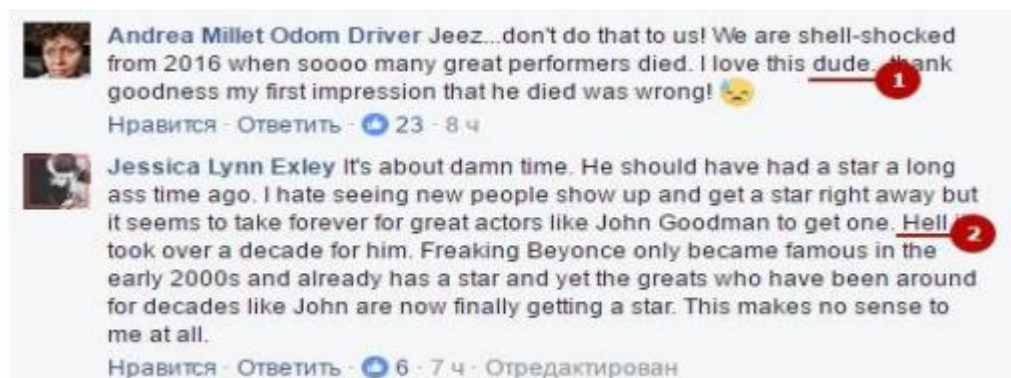 Andrea Millet Odom Driver Jeez...don't do that to us! We are shell-shocked
from 2016 when soooo many great performers died. I love this dude. thank
goodness my first impression that he died was wrong!
Нравится · Ответить · 23 · 8 ч
Jessica Lynn Exley It's about damn time. He should have had a star a long
ass time ago. I hate seeing new people show up and get a star right away but
it seems to take forever for great actors like John Goodman to get one. Hell
took over a decade for him. Freaking Beyonce only became famous in the
early 2000s and already has a star and yet the greats who have been around
for decades like John are now finally getting a star. This makes no sense to
me at all.
Нравится · Ответить · 6 · 7 ч · Отредактирован
1
2